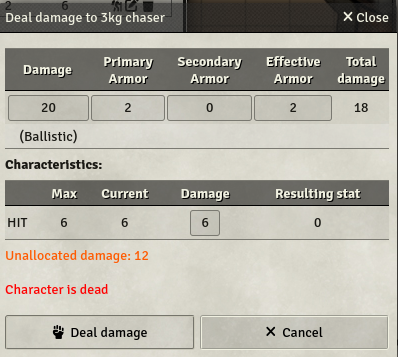 2 6
Deal damage to 3kg chaser Close
Damage Primary Armor Secondary Armor Effective Armor Total damage
20 2 0 2 18
(Ballistic)
Characteristics:
Max Current Damage Resulting stat
HIT 6 6 6 0
Unallocated damage: 12
Character is dead
Deal damage Cancel